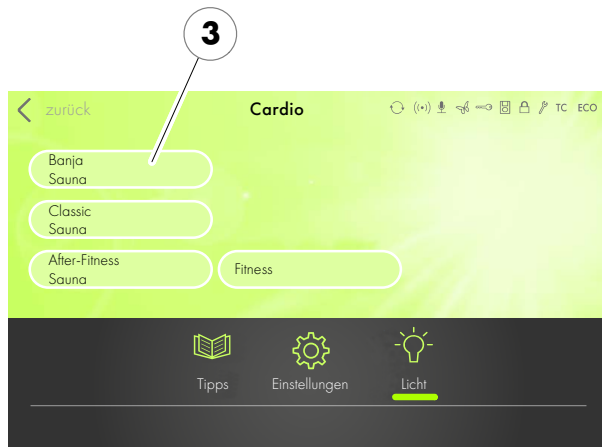 3
zurück Cardio TC ECO
Banja
Sauna
Classic
Sauna
After-Fitness
Sauna
Fitness
Tipps Einstellungen Licht